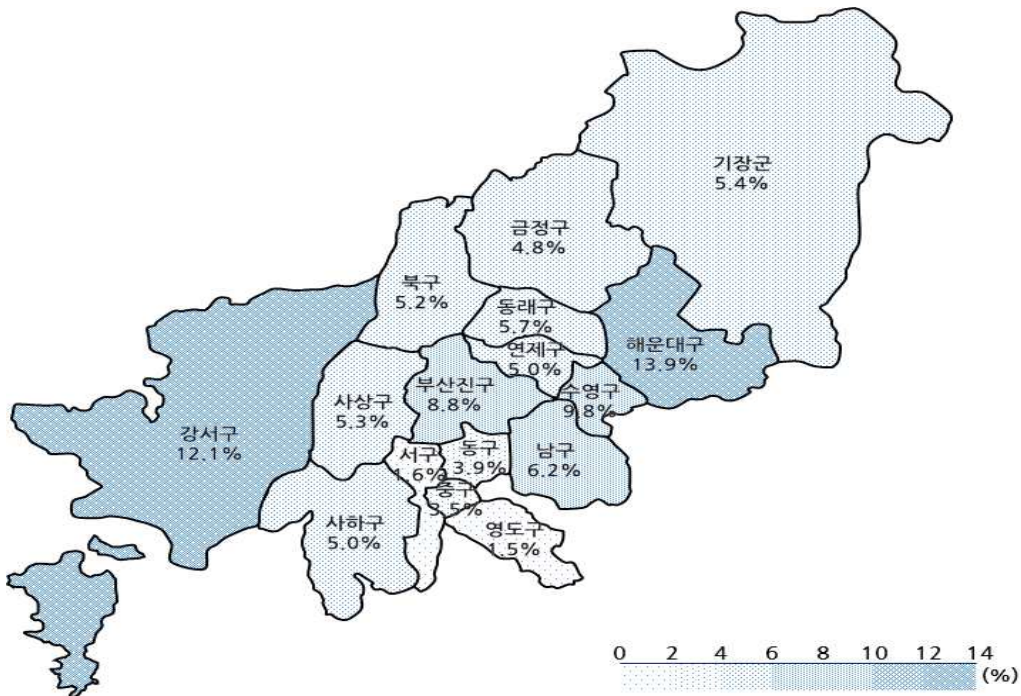 기장군
5.4%
금정구
4.8%
북구
5.2%
동래구
5.7%
연제구
5.0%
해운대구
13.9%
부산진구
8.8%
수영구
9.8%
사상구
5.3%
강서구
12.1%
서구
1.6%
동구
3.9%
남구
6.2%
중구
3.5%
사하구
5.0%
영도구
1.5%
0 2 4 6 8 10 12 14
(%)